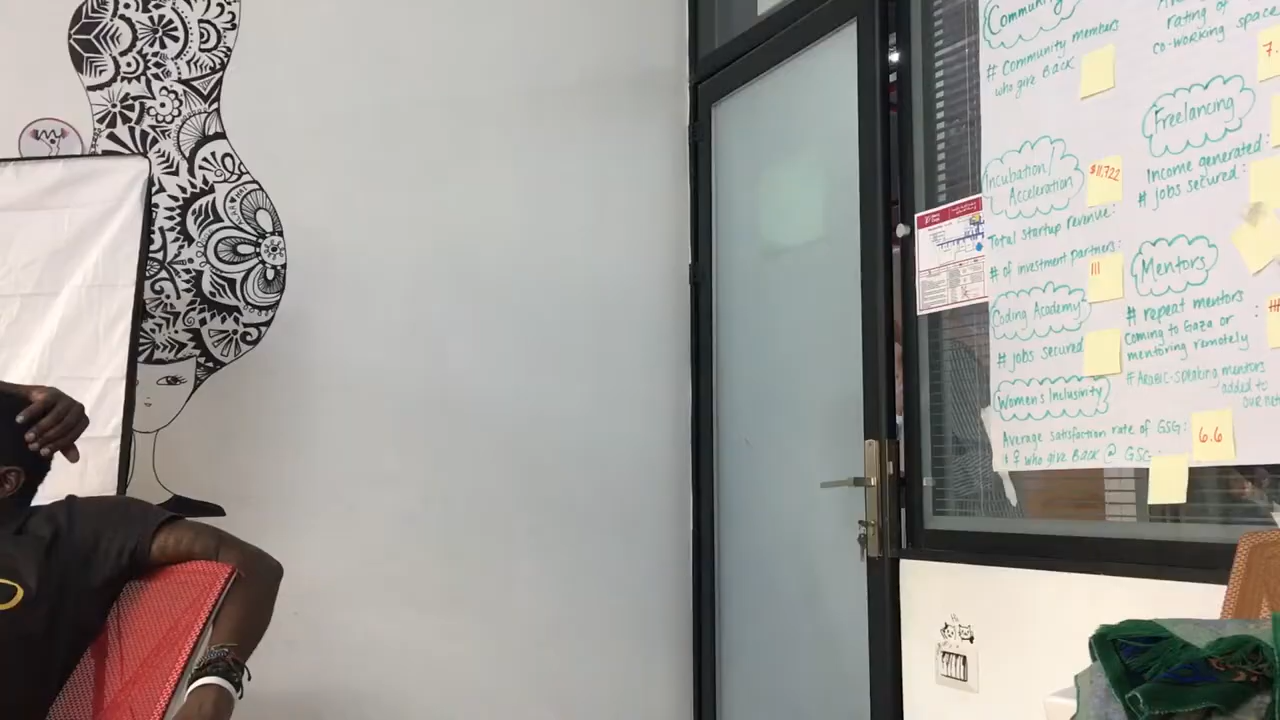 Community
# Community members
who give Back
rating of
co-working space
7.
Freelancing
Income generated:
# jobs secured:
Incubation/
Acceleration
$11,722
Total startup revenue:
# of investment partners:
III
Mentors
# repeat mentors
coming to Gaza or
mentoring remotely
:
#Arabic-speaking mentors
added to
our net
Coding Academy
# jobs secured
Women's Inclusivity
Average satisfaction rate of GSG:
6.6
# ♀ who give Back @ GSG: